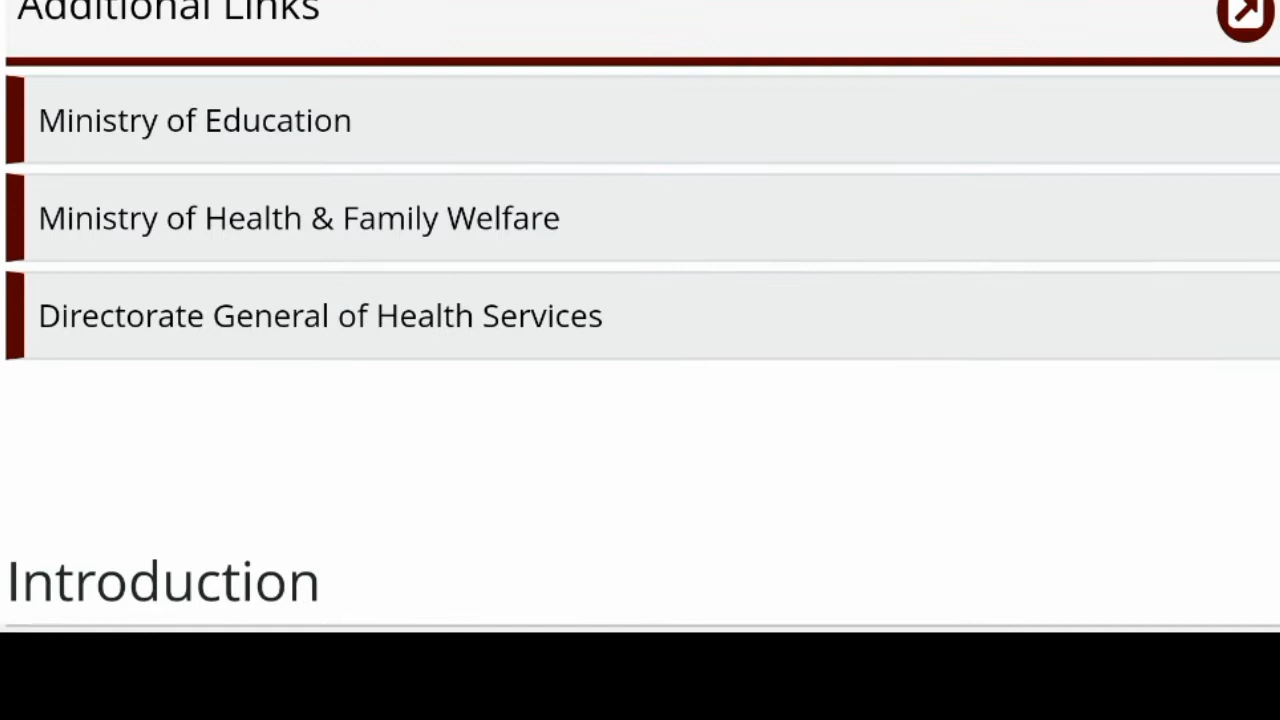 Additional Links
Ministry of Education
Ministry of Health & Family Welfare
Directorate General of Health Services
Introduction